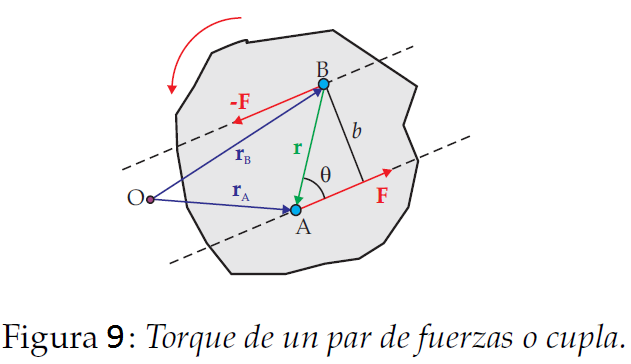 B
-F
b
r
r_B
θ
O
r_A
F
A
Figura 9: Torque de un par de fuerzas o cupla.